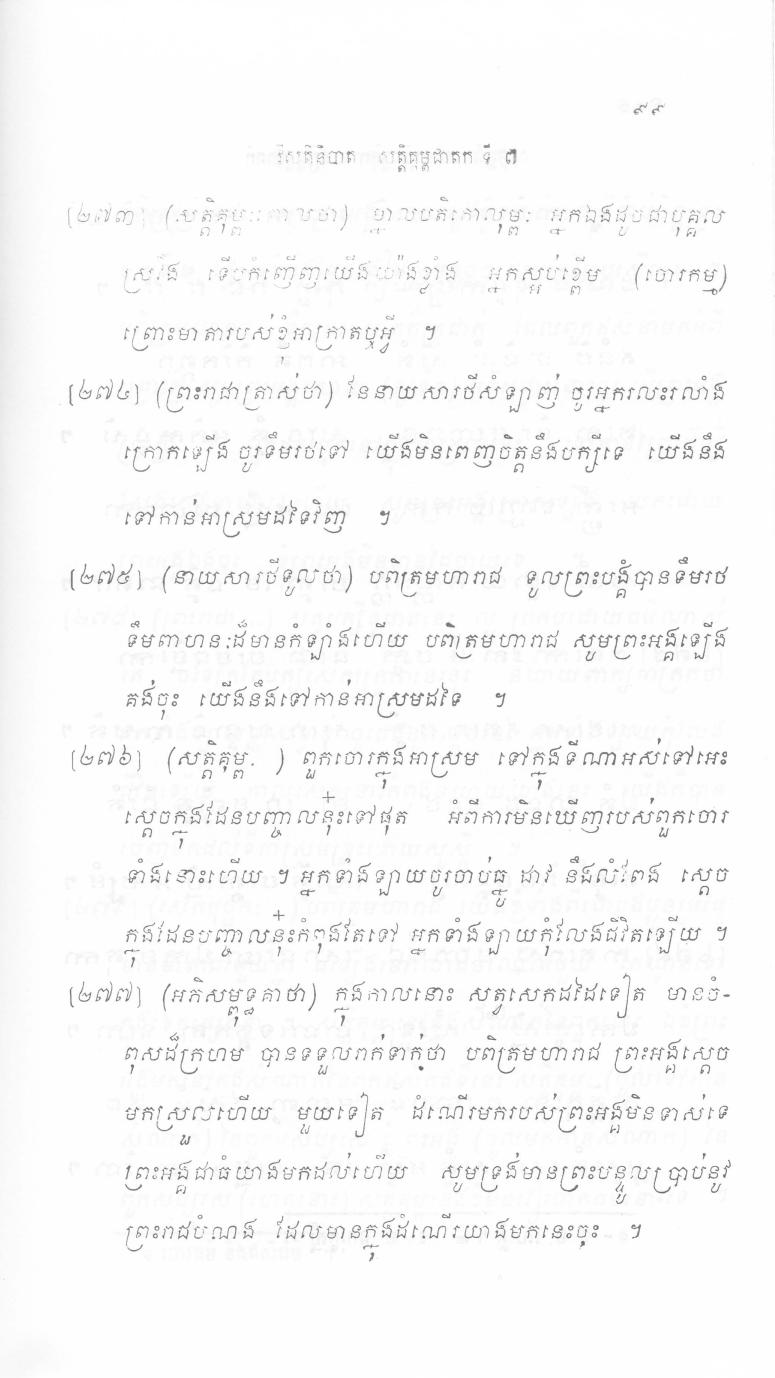 ៩៩
វីសតិនិបាត សត្តិគុម្ពជាតក ទី ៧
[២៧៣] (សត្តិគុម្ពៈពោលថា) ម្នាលបតិកោលុម្ពៈ អ្នកឯងដូចជាបុគ្គល
ស្រវឹង ទើបកំញើញយើងយ៉ាងខ្លាំង អ្នកស្អប់ខ្ពើម (ចោរកម្ម)
ព្រោះមាតារបស់ខ្ញុំអាក្រាតឬអ្វី ។
[២៧៤] (ព្រះរាជាត្រាស់ថា) នែនាយសារថីសំឡាញ់ ចូរអ្នករលះរលាំង
ក្រោកឡើង ចូរទឹមរថទៅ យើងមិនពេញចិត្តនឹងបក្សីទេ យើងនឹង
ទៅកាន់អាស្រមដទៃវិញ ។
[២៧៥] (នាយសារថីទូលថា) បពិត្រមហារាជ ទូលព្រះបង្គំបានទឹមរថ
ទឹមពាហនៈដ៏មានកំឡាំងហើយ បពិត្រមហារាជ សូមព្រះអង្គឡើង
គង់ចុះ យើងនឹងទៅកាន់អាស្រមដទៃ ។
[២៧៦] (សត្តិគុម្ព. ) ពួកចោរក្នុងអាស្រម ទៅក្នុងទីណាអស់ទៅអេះ
ស្តេចក្នុងដែនបញ្ចាលនុ៎ះទៅផុត អំពីការមិនឃើញរបស់ពួកចោរ
ទាំងនោះហើយ ។ អ្នកទាំងឡាយចូរចាប់ធ្នូ ដាវ នឹងលំពែង ស្តេច
ក្នុងដែនបញ្ចាលនុ៎ះកំពុងតែទៅ អ្នកទាំងឡាយកុំលែងជីវិតឡើយ ។
[២៧៧] (អភិសម្ពុទ្ធគាថា) ក្នុងកាលនោះ សត្វសេកដដៃទៀត មានចំ-
ពុសដ៏ក្រហម បានទទួលរាក់ទាក់ថា បពិត្រមហារាជ ព្រះអង្គស្តេច
មកស្រួលហើយ មួយទៀត ដំណើរមករបស់ព្រះអង្គមិនទាស់ទេ
ព្រះអង្គជាធំយាងមកដល់ហើយ សូមទ្រង់មានព្រះបន្ទូលប្រាប់នូវ
ព្រះរាជបំណង ដែលមានក្នុងដំណើរយាងមកនេះចុះ ។